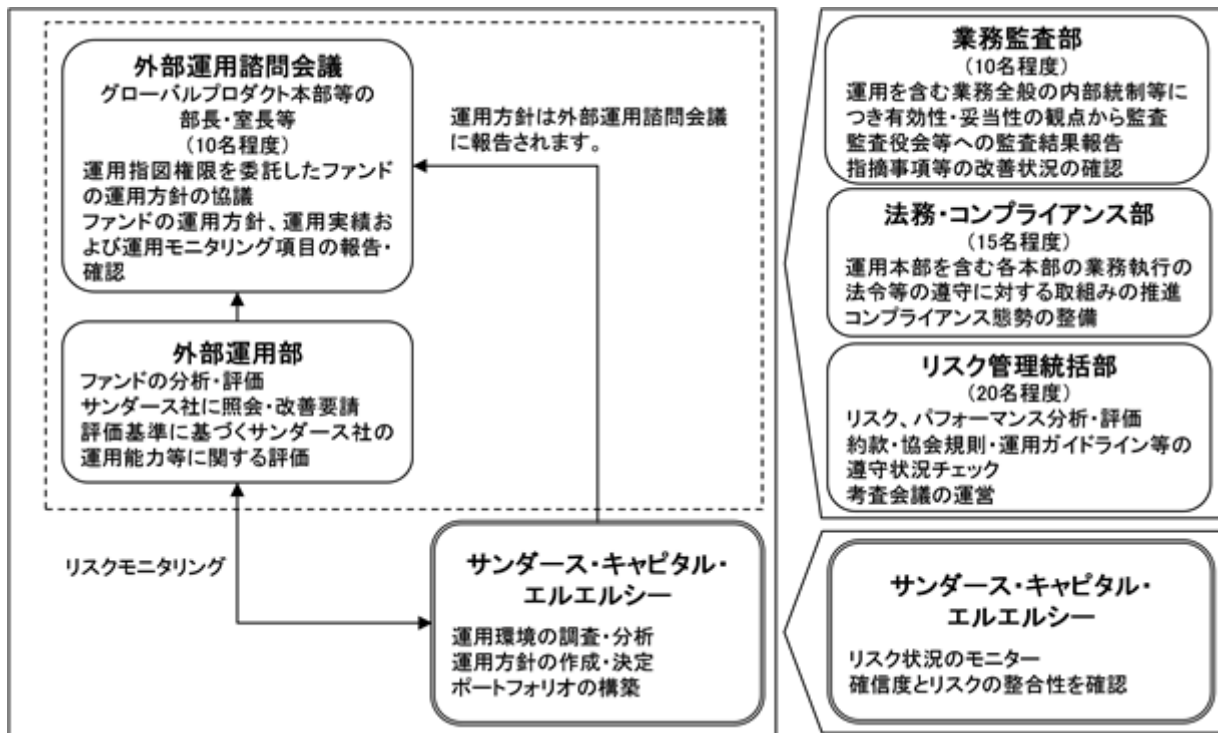 外部運用諮問会議
グローバルプロダクト本部等の
部長・室長等
(10名程度)
運用指図権限を委託したファンド
の運用方針の協議
ファンドの運用方針、運用実績お
よび運用モニタリング項目の報告・
確認
運用方針は外部運用諮問会議
に報告されます。
外部運用部
ファンドの分析・評価
サンダース社に照会・改善要請
評価基準に基づくサンダース社の
運用能力等に関する評価
リスクモニタリング
サンダース・キャピタル・
エルエルシー
運用環境の調査・分析
運用方針の作成・決定
ポートフォリオの構築
業務監査部
(10名程度)
運用を含む業務全般の内部統制等に
つき有効性・妥当性の観点から監査
監査役会等への監査結果報告
指摘事項等の改善状況の確認
法務・コンプライアンス部
(15名程度)
運用本部を含む各本部の業務執行の
法令等の遵守に対する取組みの推進
コンプライアンス態勢の整備
リスク管理統括部
(20名程度)
リスク、パフォーマンス分析・評価
約款・協会規則・運用ガイドライン等の
遵守状況チェック
考査会議の運営
サンダース・キャピタル・
エルエルシー
リスク状況のモニター
確信度とリスクの整合性を確認